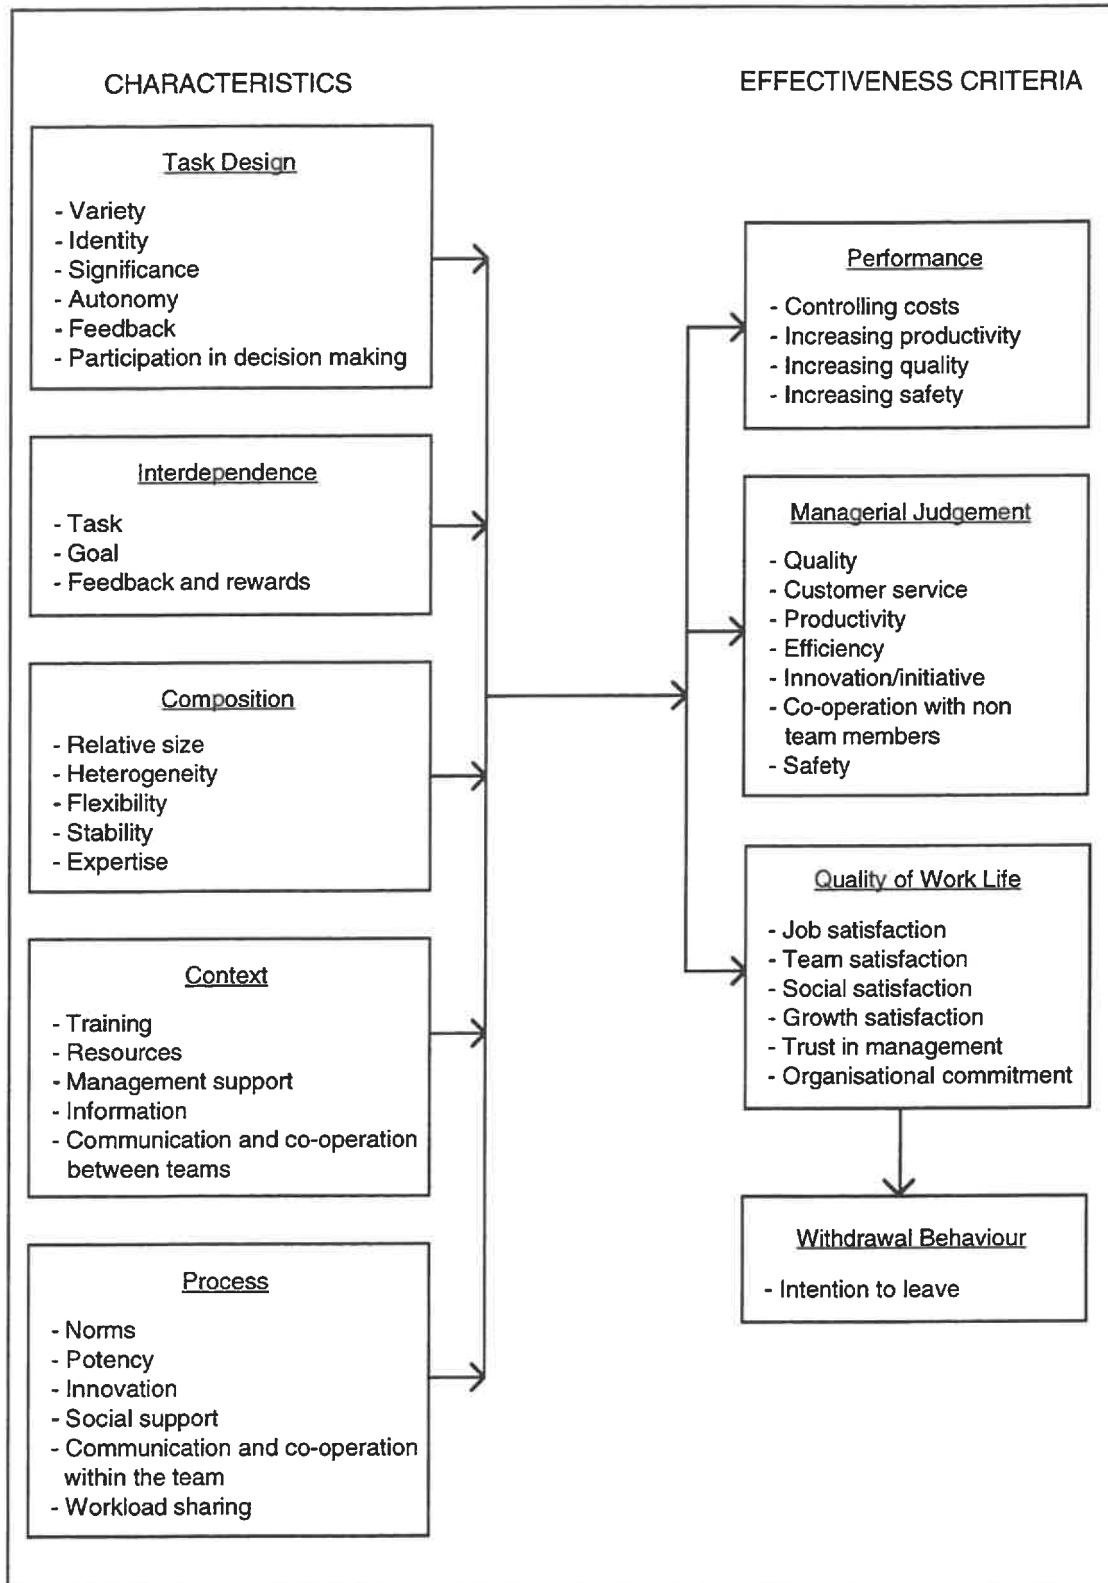 CHARACTERISTICS
Task Design
- Variety
- Identity
- Significance
- Autonomy
- Feedback
- Participation in decision making
Interdependence
- Task
- Goal
- Feedback and rewards
Composition
- Relative size
- Heterogeneity
- Flexibility
- Stability
- Expertise
Context
- Training
- Resources
- Management support
- Information
- Communication and co-operation
between teams
Process
- Norms
- Potency
- Innovation
- Social support
- Communication and co-operation
within the team
- Workload sharing
EFFECTIVENESS CRITERIA
Performance
- Controlling costs
- Increasing productivity
- Increasing quality
- Increasing safety
Managerial Judgement
- Quality
- Customer service
- Productivity
- Efficiency
- Innovation/initiative
- Co-operation with non
team members
- Safety
Quality of Work Life
- Job satisfaction
- Team satisfaction
- Social satisfaction
- Growth satisfaction
- Trust in management
- Organisational commitment
Withdrawal Behaviour
- Intention to leave